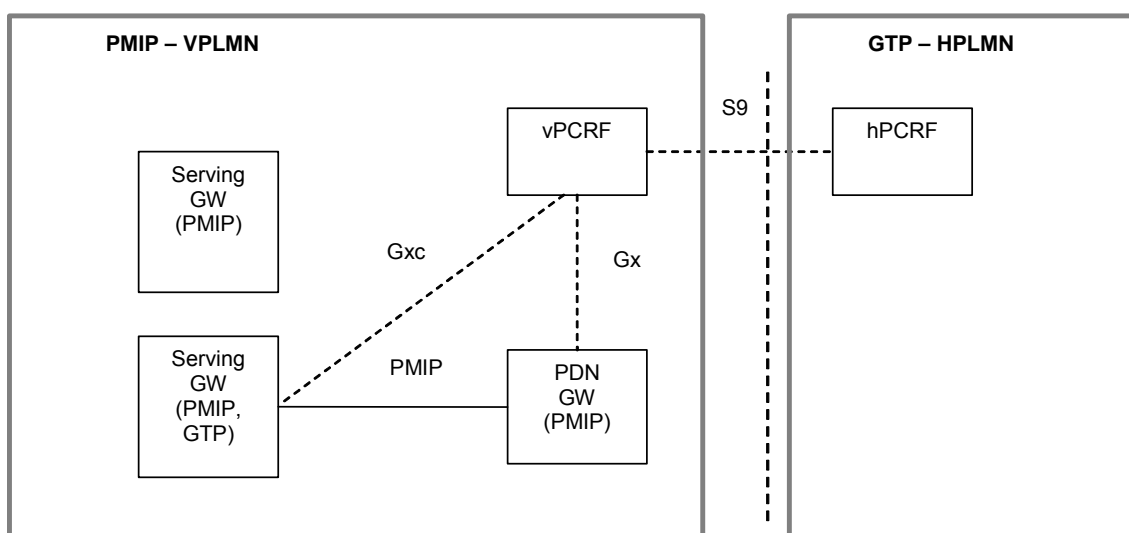 PMIP – VPLMN
GTP – HPLMN
S9
vPCRF
hPCRF
Serving
GW
(PMIP)
Gxc
Gx
Serving
GW
(PMIP,
GTP)
PMIP
PDN
GW
(PMIP)